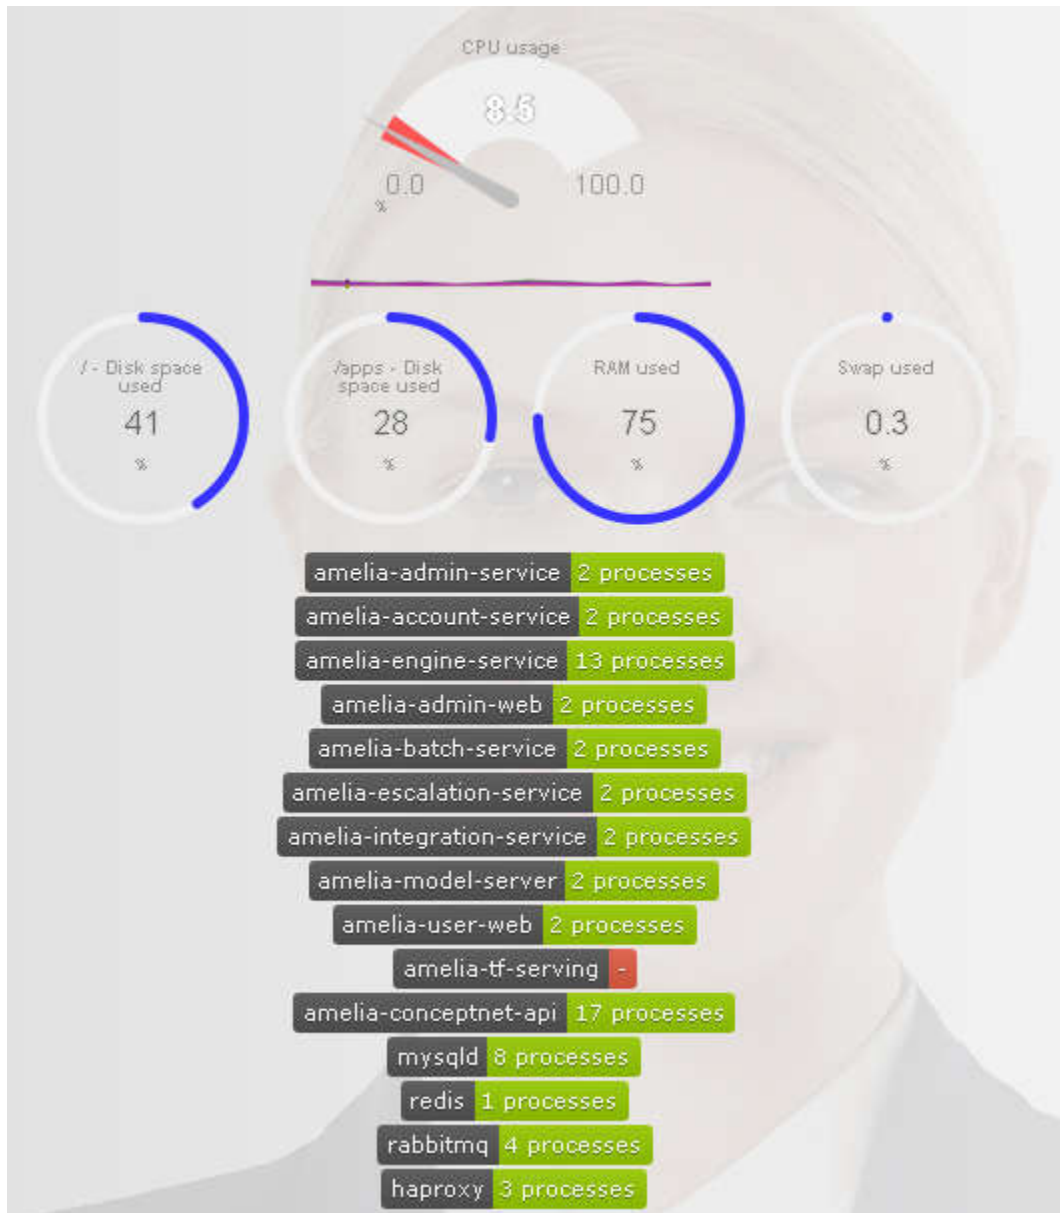 CPU usage
8.5
0.0
100.0
%
/ - Disk space
used
41
%
/apps - Disk
space used
28
%
RAM used
75
%
Swap used
0.3
%
amelia-admin-service 2 processes
amelia-account-service 2 processes
amelia-engine-service 13 processes
amelia-admin-web 2 processes
amelia-batch-service 2 processes
amelia-escalation-service 2 processes
amelia-integration-service 2 processes
amelia-model-server 2 processes
amelia-user-web 2 processes
amelia-tf-serving -
amelia-conceptnet-api 17 processes
mysqld 8 processes
redis 1 processes
rabbitmq 4 processes
haproxy 3 processes